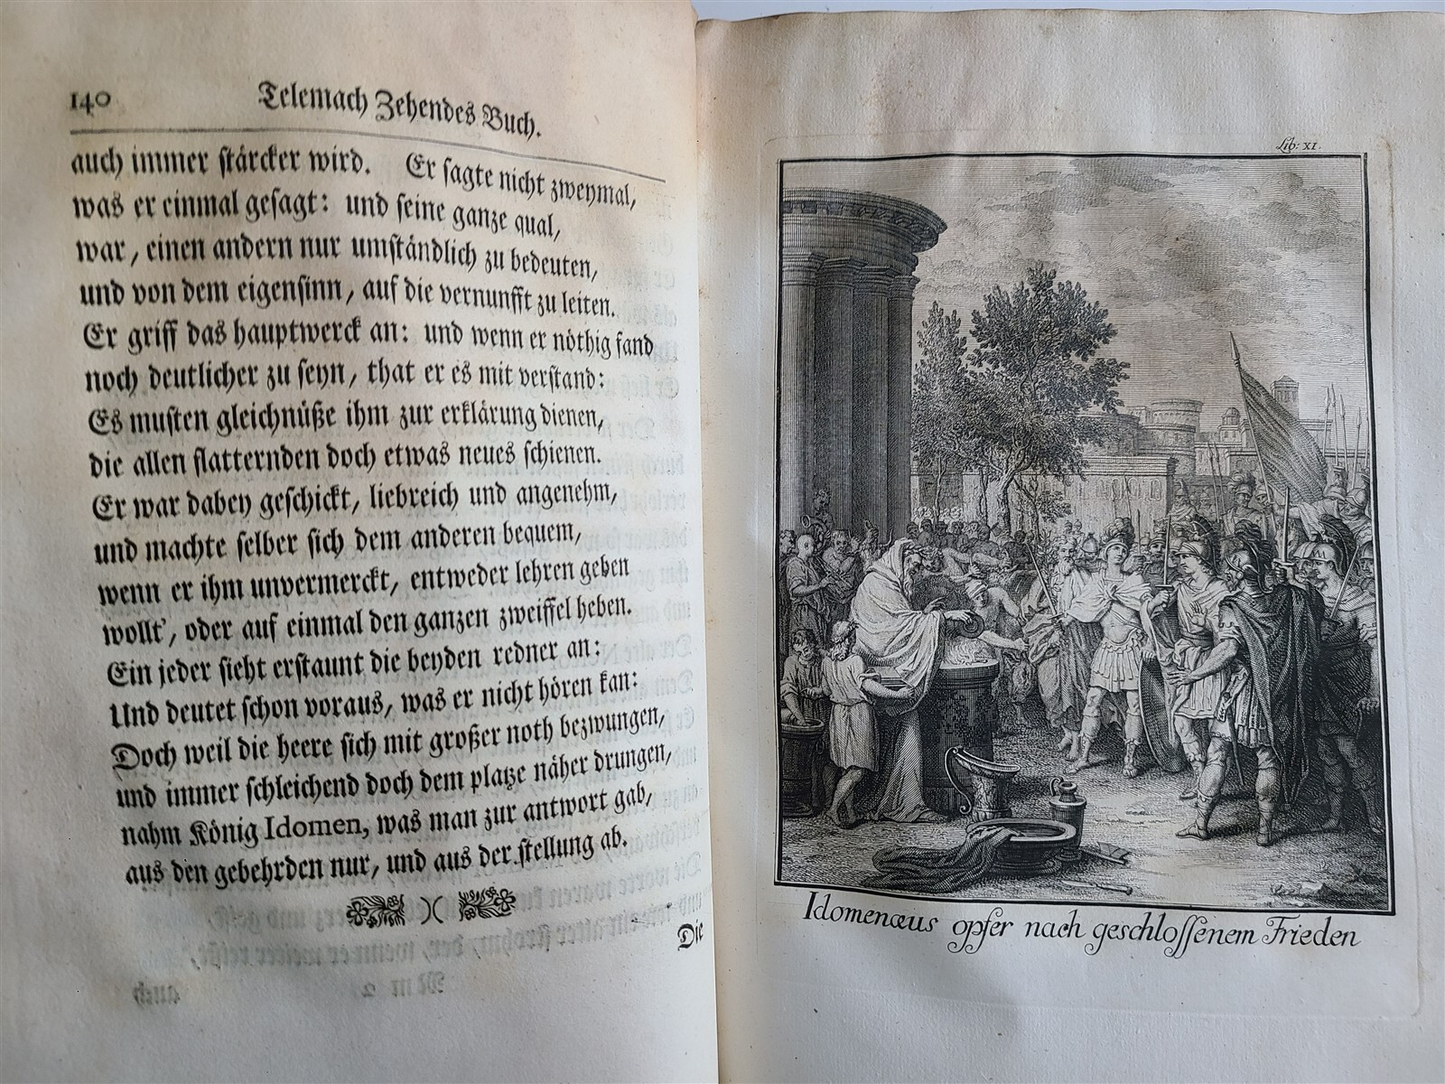 140 Telemach Zehendes Buch.
auch immer stärcker wird. Er sagte nicht zweymal,
was er einmal gesagt: und seine ganze qual,
war, einen andern nur umständlich zu bedeuten,
und von dem eigensinn, auf die vernunfft zu leiten.
Er griff das hauptwerck an: und wenn er nöthig fand
noch deutlicher zu seyn, that er es mit verstand:
Es musten gleichnüße ihm zur erklärung dienen,
die allen flatternden doch etwas neues schienen.
Er war dabey geschickt, liebreich und angenehm,
und machte selber sich dem anderen bequem,
wenn er ihm unvermerckt, entweder lehren geben
wollt', oder auf einmal den ganzen zweiffel heben.
Ein jeder sieht erstaunt die beyden redner an:
Und deutet schon voraus, was er nicht hören kan:
Doch weil die heere sich mit großer noth bezwungen,
und immer schleichend doch dem platze näher drungen,
nahm König Idomen, was man zur antwort gab,
aus den gebehrden nur, und aus der stellung ab.
Die
Lib: XI.
Idomenœus opfer nach geschlossenem Frieden